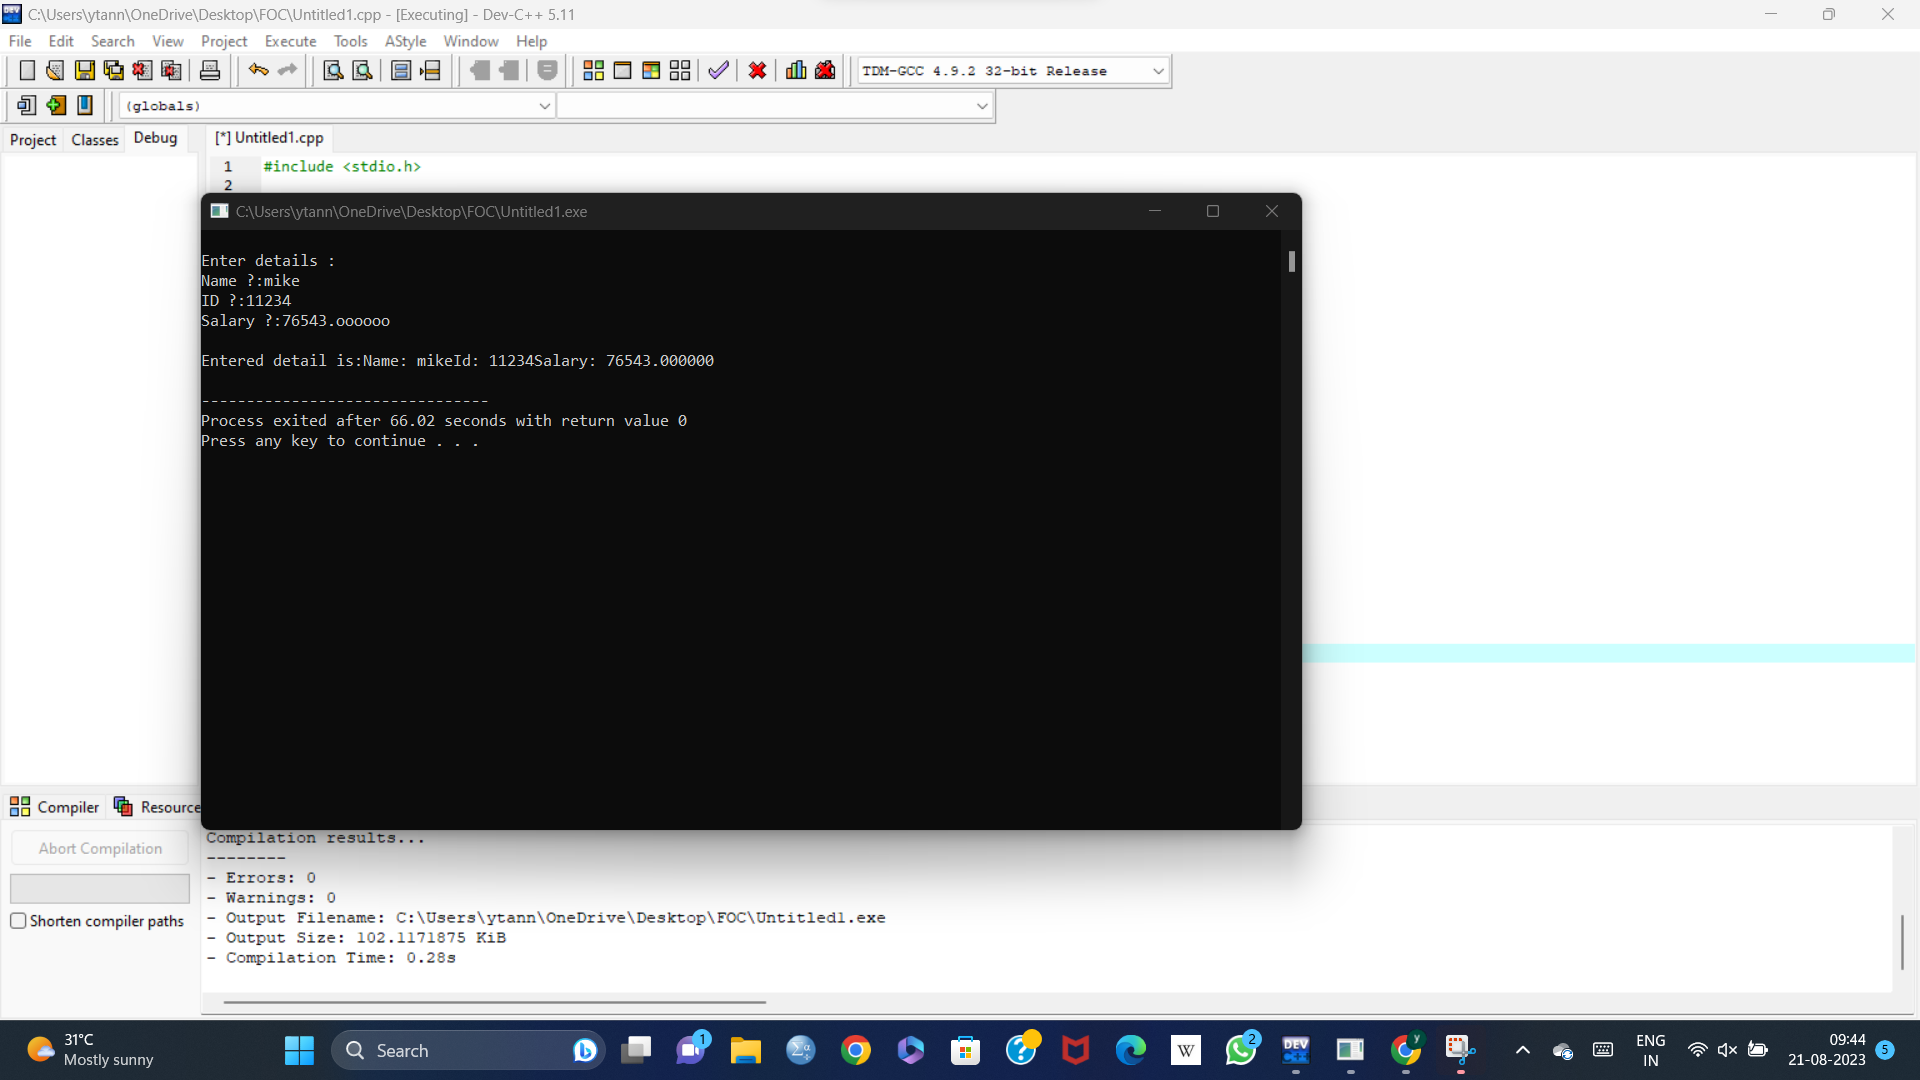 C:\Users\ytann\OneDrive\Desktop\FOC\Untitled1.cpp - [Executing] - Dev-C++ 5.11
File Edit Search View Project Execute Tools AStyle Window Help
TDM-GCC 4.9.2 32-bit Release
(globals)
Project Classes Debug
[*] Untitled1.cpp
1 #include <stdio.h>
2
C:\Users\ytann\OneDrive\Desktop\FOC\Untitled1.exe
Enter details :
Name ?:mike
ID ?:11234
Salary ?:76543.oooooo
Entered detail is:Name: mikeId: 11234Salary: 76543.000000
--------------------------------
Process exited after 66.02 seconds with return value 0
Press any key to continue . . .
Compiler Resource
Abort Compilation
Shorten compiler paths
Compilation results...
--------
- Errors: 0
- Warnings: 0
- Output Filename: C:\Users\ytann\OneDrive\Desktop\FOC\Untitled1.exe
- Output Size: 102.1171875 KiB
- Compilation Time: 0.28s
31°C
Mostly sunny
Search
1
Σα
W
2
DEV C++
y
ENG
IN
09:44
21-08-2023
5